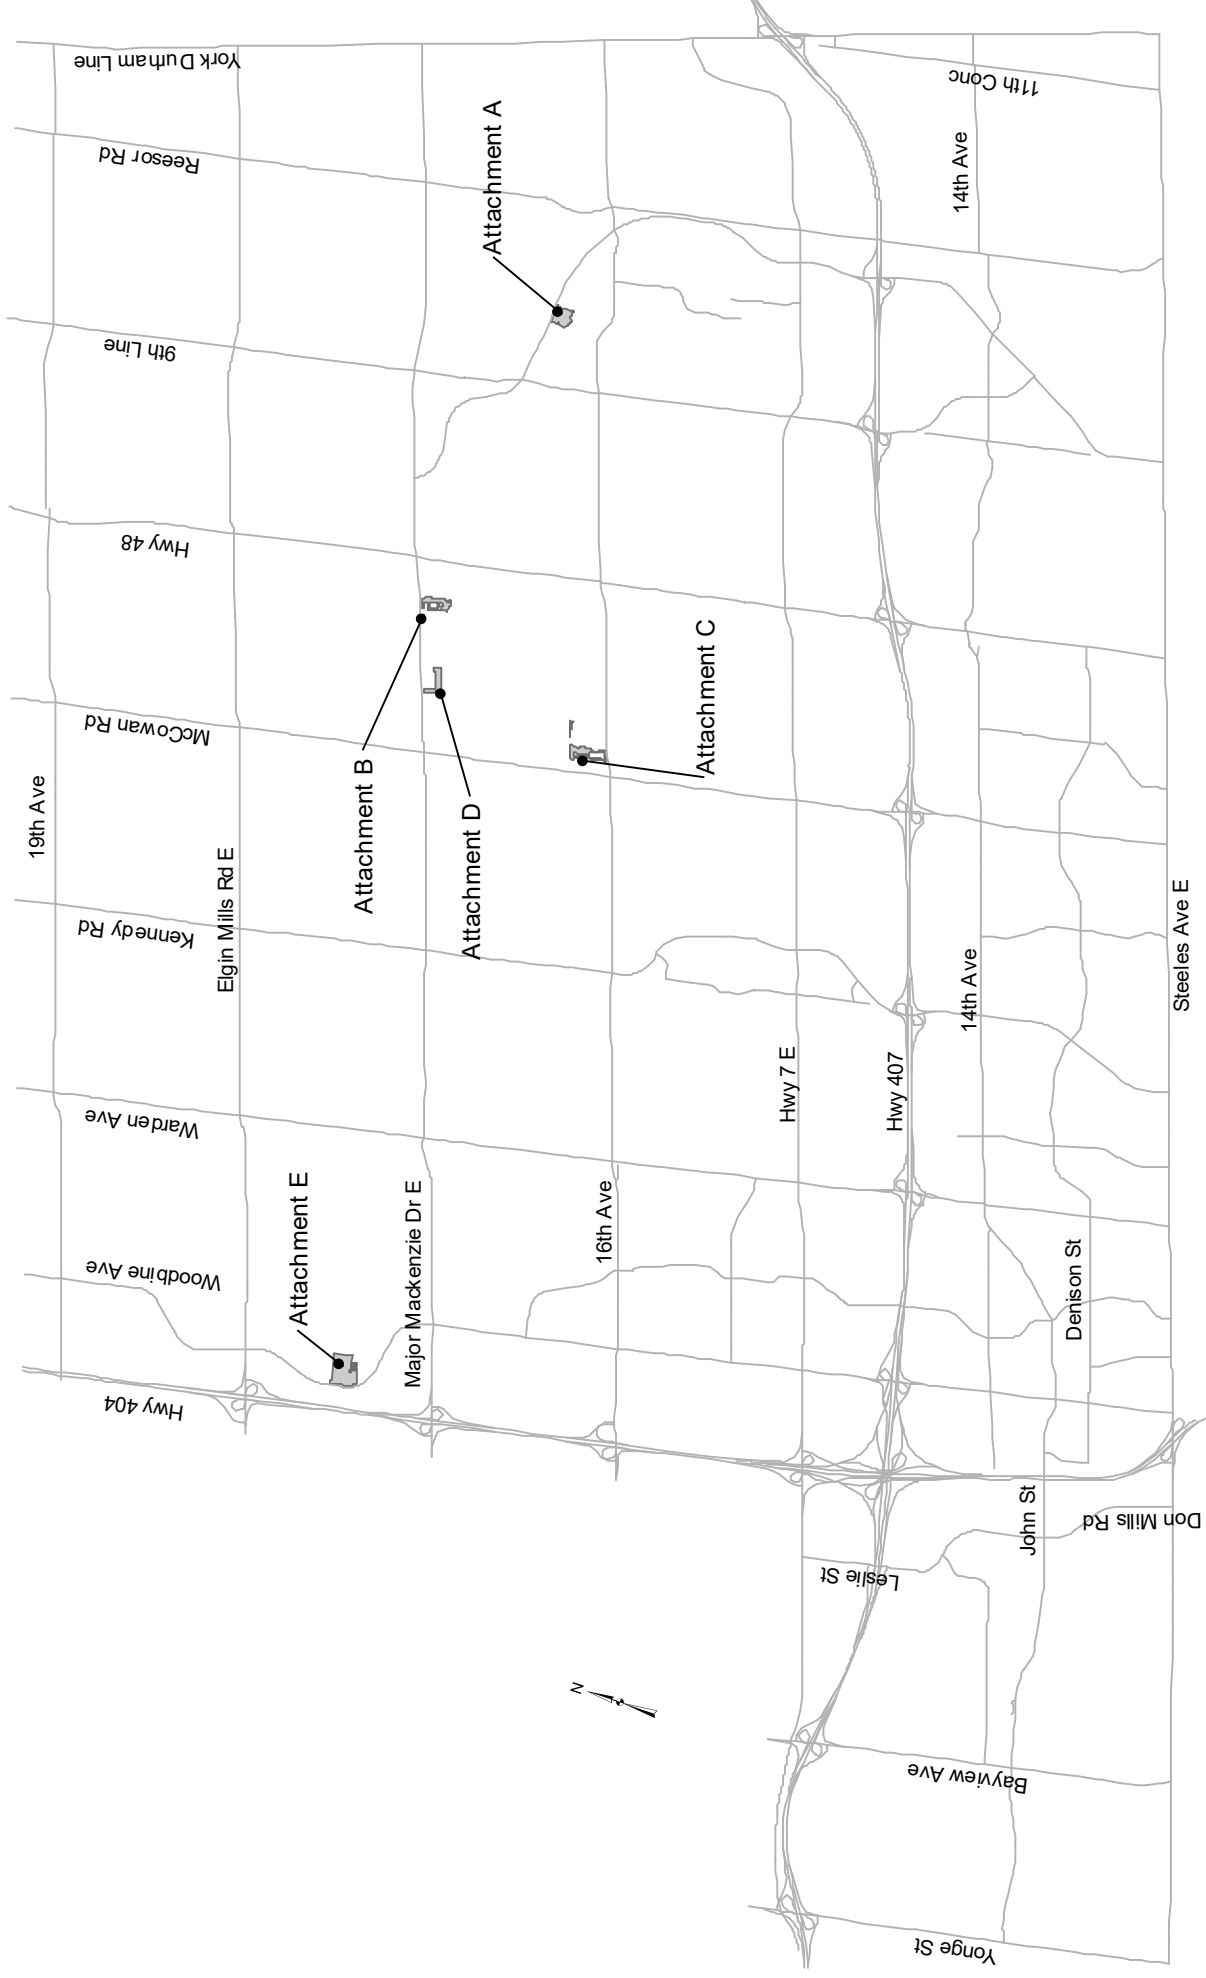 York Durham Line
11th Conc
Reesor Rd
Attachment A
14th Ave
9th Line
Hwy 48
Attachment B
Attachment C
McCowan Rd
19th Ave
Attachment D
Elgin Mills Rd E
Kennedy Rd
14th Ave
Steeles Ave E
Hwy 7 E
Hwy 407
Warden Ave
Attachment E
Major Mackenzie Dr E
16th Ave
Woodbine Ave
Denison St
Hwy 404
John St
Don Mills Rd
Leslie St
N
Bayview Ave
Yonge St